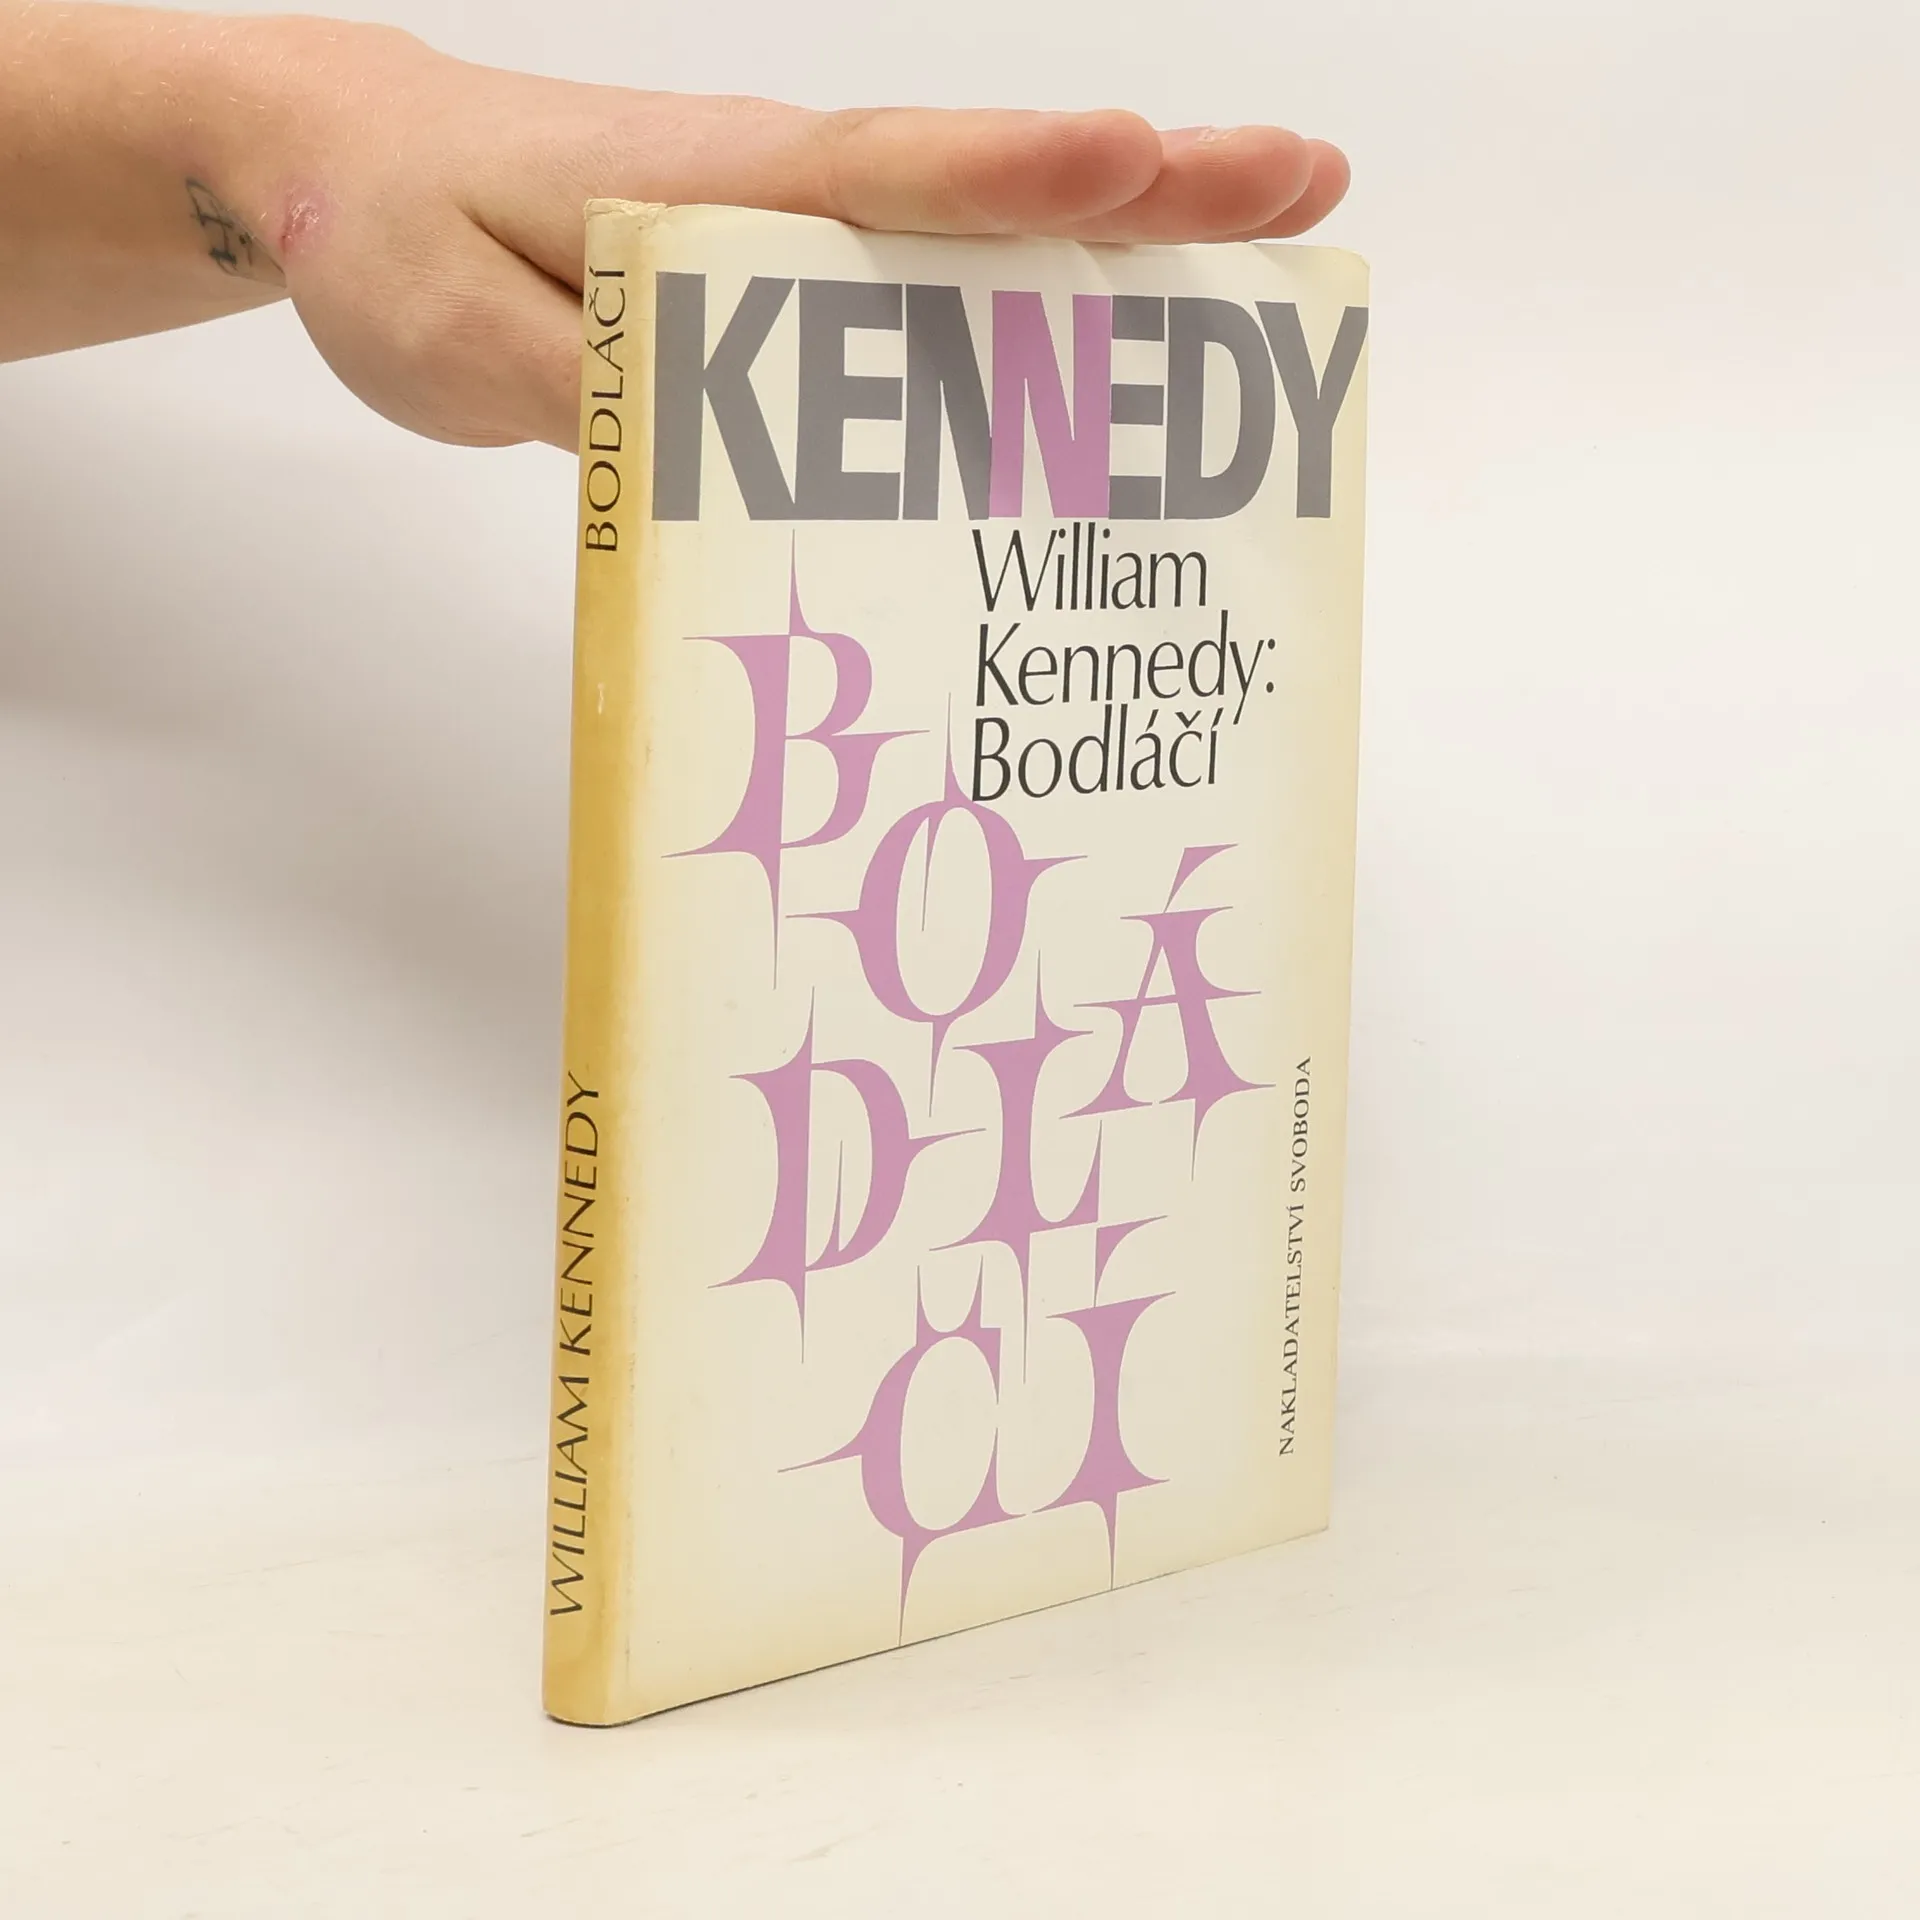 BODLÁČÍ
WILLIAM KENNEDY
KENNEDY
William
Kennedy:
Bodláčí
BODLÁČÍ
NAKLADATELSTVÍ SVOBODA